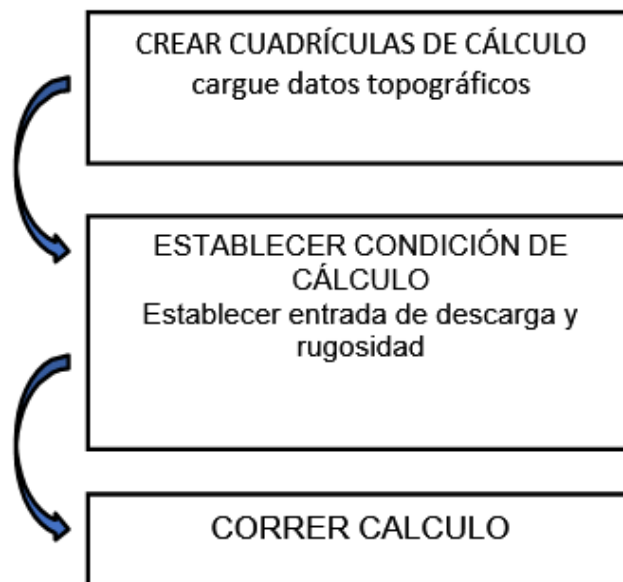 CREAR CUADRÍCULAS DE CÁLCULO
cargue datos topográficos
ESTABLECER CONDICIÓN DE
CÁLCULO
Establecer entrada de descarga y
rugosidad
CORRER CALCULO